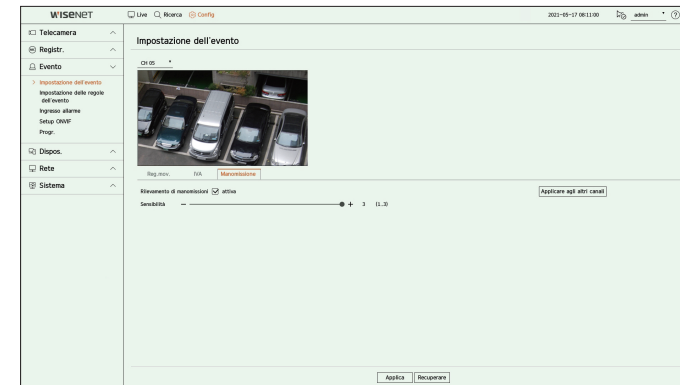 WISENET
Live Ricerca Config
2021-05-17 08:11:00 admin ?
Telecamera
Registr.
Evento
> Impostazione dell'evento
Impostazione delle regole
dell'evento
Ingresso allarme
Setup ONVIF
Progr.
Dispos.
Rete
Sistema
Impostazione dell'evento
CH 05
Reg.mov. IVA Manomissione
Rilevamento di manomissioni attiva
Applicare agli altri canali
Sensibilità − + 3 (1..3)
Applica Recuperare